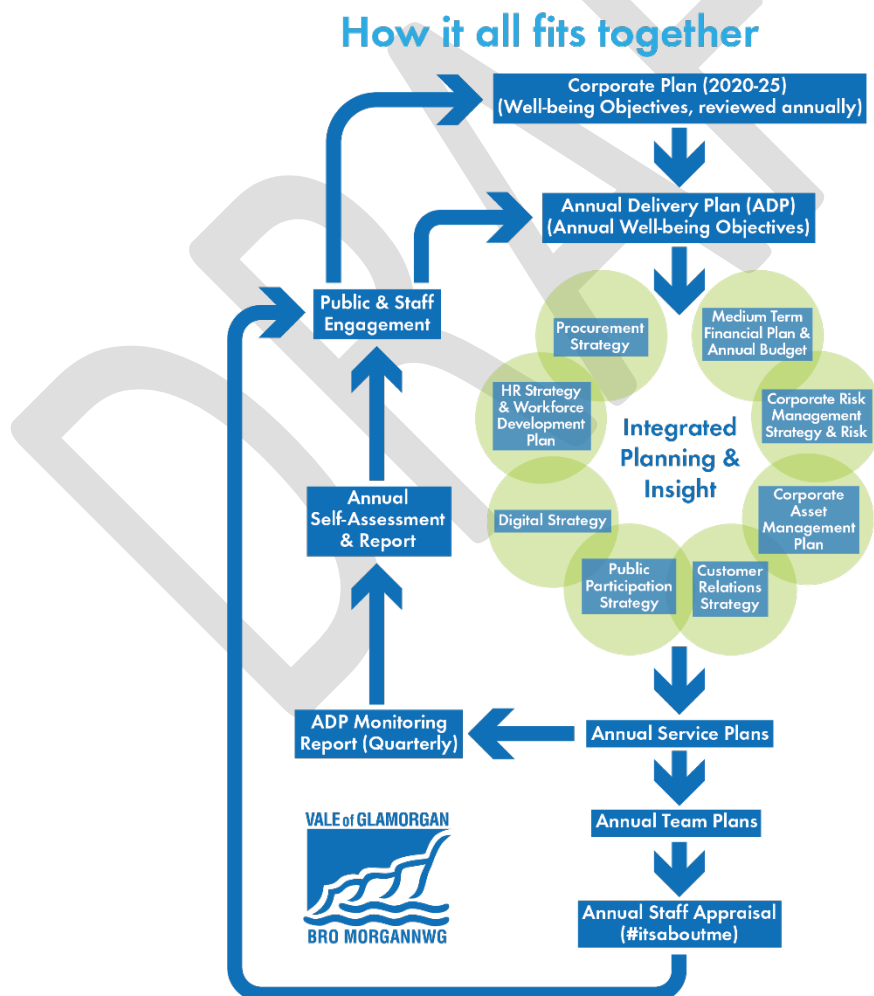 How it all fits together
Corporate Plan (2020-25)
(Well-being Objectives, reviewed annually)
Annual Delivery Plan (ADP)
(Annual Well-being Objectives)
Public & Staff
Engagement
Procurement
Strategy
Medium Term
Financial Plan &
Annual Budget
HR Strategy
& Workforce
Development
Plan
Corporate Risk
Management
Strategy & Risk
Integrated
Planning &
Insight
Annual
Self-Assessment
& Report
Digital Strategy
Corporate
Asset
Management
Plan
Public
Participation
Strategy
Customer
Relations
Strategy
ADP Monitoring
Report (Quarterly)
Annual Service Plans
Annual Team Plans
Annual Staff Appraisal
(#itsaboutme)
VALE of GLAMORGAN
BRO MORGANNWG